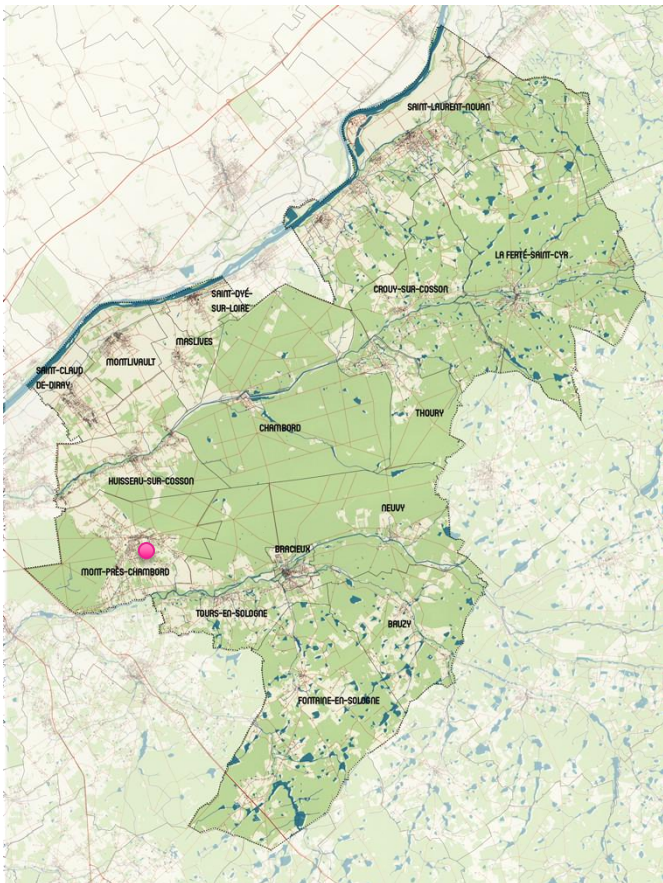 SAINT-LAURENT-NOUAN
LA FERTÉ-SAINT-CYR
CROUY-SUR-COSSON
SAINT-DYÉ-
SUR-LOIRE
MASLIVES
MONTLIVAULT
SAINT-CLAUD
DE-DIRAY
THOURY
CHAMBORD
HUISSEAU-SUR-COSSON
NEUVY
BRACIEUX
MONT-PRÈS-CHAMBORD
TOURS-EN-SOLOGNE
BAUZY
FONTAINE-EN-SOLOGNE